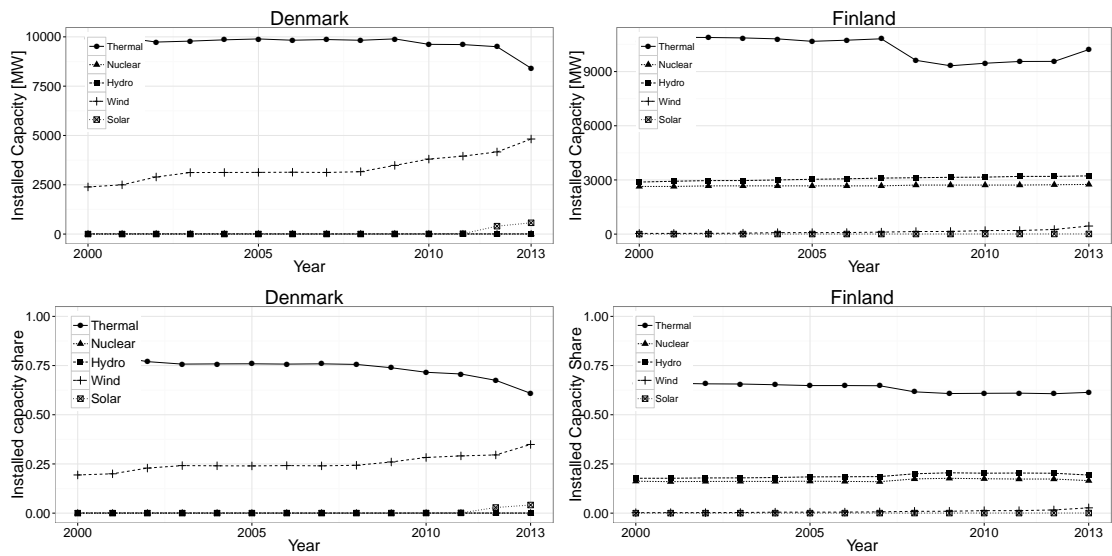 Denmark
Installed Capacity [MW]
10000
7500
5000
2500
0
Thermal
Nuclear
Hydro
Wind
Solar
2000 2005 2010 2013
Year
Finland
Installed Capacity [MW]
9000
6000
3000
0
Thermal
Nuclear
Hydro
Wind
Solar
2000 2005 2010 2013
Year
Denmark
Installed capacity share
1.00
0.75
0.50
0.25
0.00
Thermal
Nuclear
Hydro
Wind
Solar
2000 2005 2010 2013
Year
Finland
Installed Capacity Share
1.00
0.75
0.50
0.25
0.00
Thermal
Nuclear
Hydro
Wind
Solar
2000 2005 2010 2013
Year